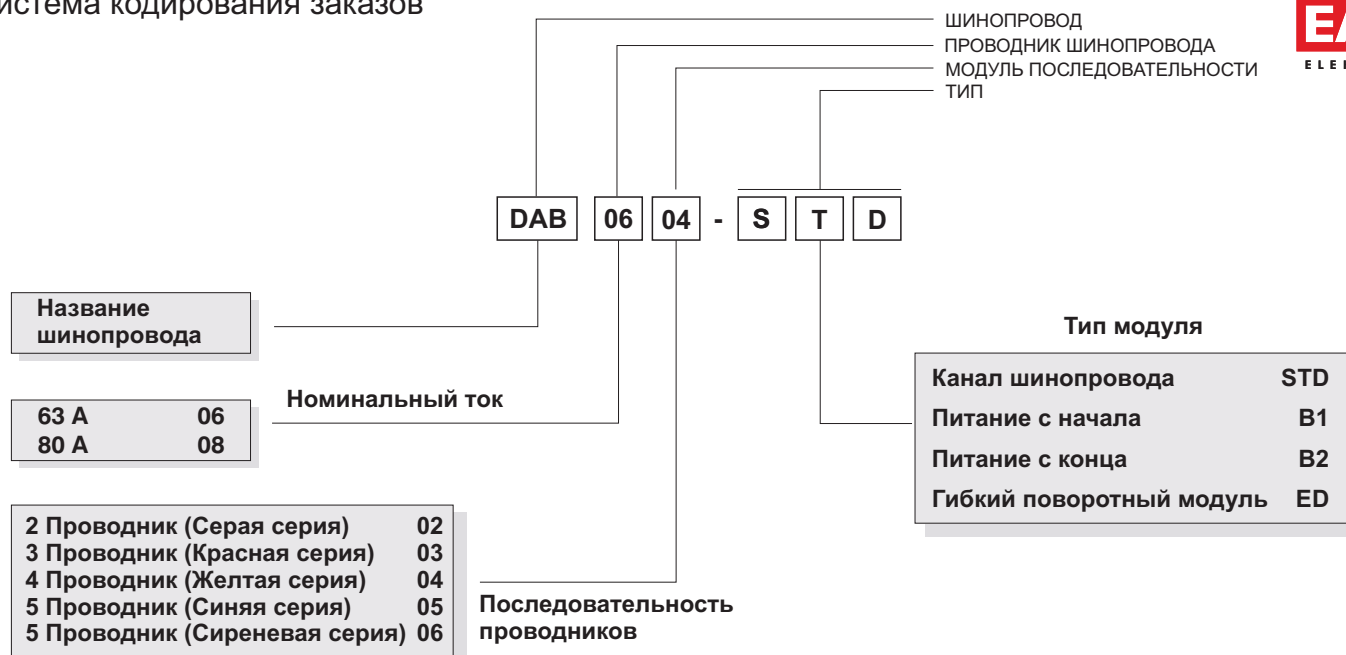 истема кодирования заказов
ШИНОПРОВОД
ПРОВОДНИК ШИНОПРОВОДА
МОДУЛЬ ПОСЛЕДОВАТЕЛЬНОСТИ
ТИП
DAB 06 04 - S T D
Название
шинопровода
Номинальный ток
63 А 06
80 А 08
2 Проводник (Серая серия) 02
3 Проводник (Красная серия) 03
4 Проводник (Желтая серия) 04
5 Проводник (Синяя серия) 05
5 Проводник (Сиреневая серия) 06
Последовательность
проводников
Тип модуля
Канал шинопровода STD
Питание с начала B1
Питание с конца B2
Гибкий поворотный модуль ED